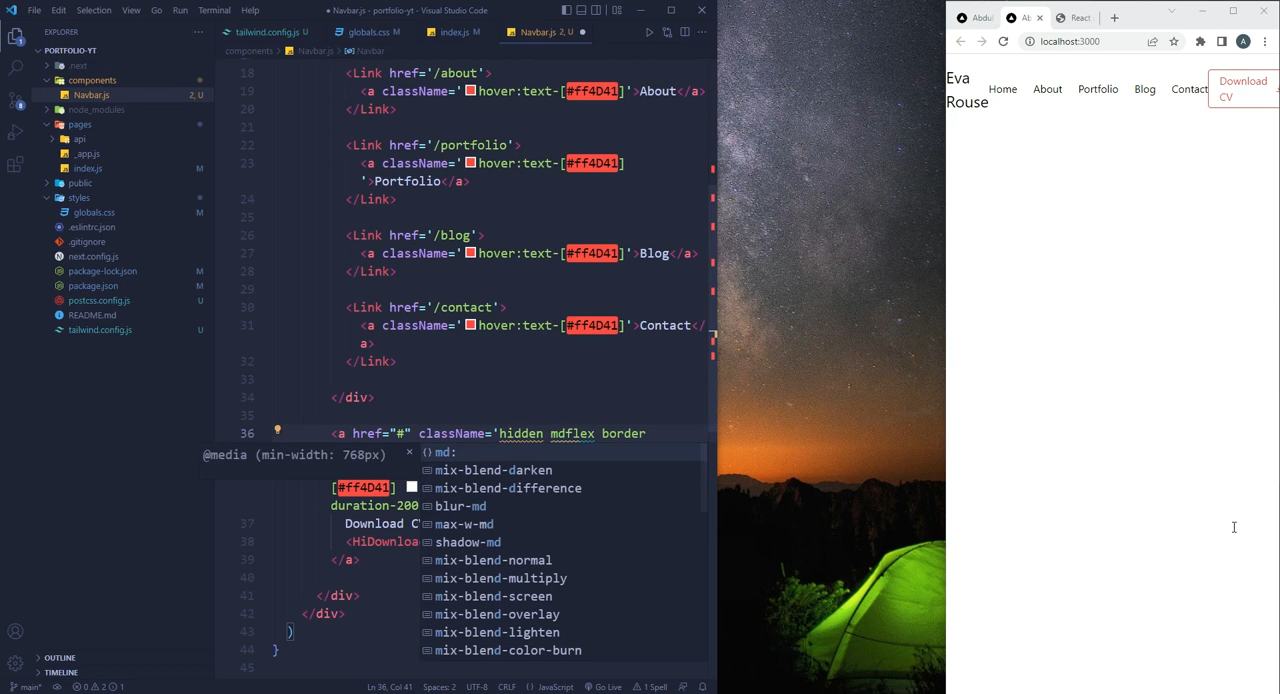 File Edit Selection View Go Run Terminal Help
● Navbar.js - portfolio-yt - Visual Studio Code
EXPLORER
PORTFOLIO-YT
.next
components
Navbar.js 2, U
node_modules
pages
api
_app.js
index.js M
public
styles
globals.css M
.eslintrc.json
.gitignore
next.config.js
package-lock.json M
package.json M
postcss.config.js U
README.md
tailwind.config.js U
OUTLINE
TIMELINE
tailwind.config.js U
globals.css M
index.js M
Navbar.js 2, U
components > Navbar.js > Navbar
18 <Link href='/about'>
19 <a className='hover:text-[#ff4D41]'>About</a>
20 </Link>
21
22 <Link href='/portfolio'>
23 <a className='hover:text-[#ff4D41]
'>Portfolio</a>
24 </Link>
25
26 <Link href='/blog'>
27 <a className='hover:text-[#ff4D41]'>Blog</a>
28 </Link>
29
30 <Link href='/contact'>
31 <a className='hover:text-[#ff4D41]'>Contact</
a>
32 </Link>
33
34 </div>
35
36 <a href="#" className='hidden mdflex border
@media (min-width: 768px)
md:
mix-blend-darken
mix-blend-difference
blur-md
max-w-md
shadow-md
mix-blend-normal
mix-blend-multiply
mix-blend-screen
mix-blend-overlay
mix-blend-lighten
mix-blend-color-burn
[#ff4D41]
duration-200
37 Download C
38 <HiDownloa
39 </a>
40
41 </div>
42 </div>
43 )
44 }
45
main* 0 2 1
Ln 36, Col 41 Spaces: 2 UTF-8 CRLF {} JavaScript Go Live 1 Spell
Abdu
Ab
React
localhost:3000
A
Eva
Rouse
Home About Portfolio Blog Contact
Download
CV